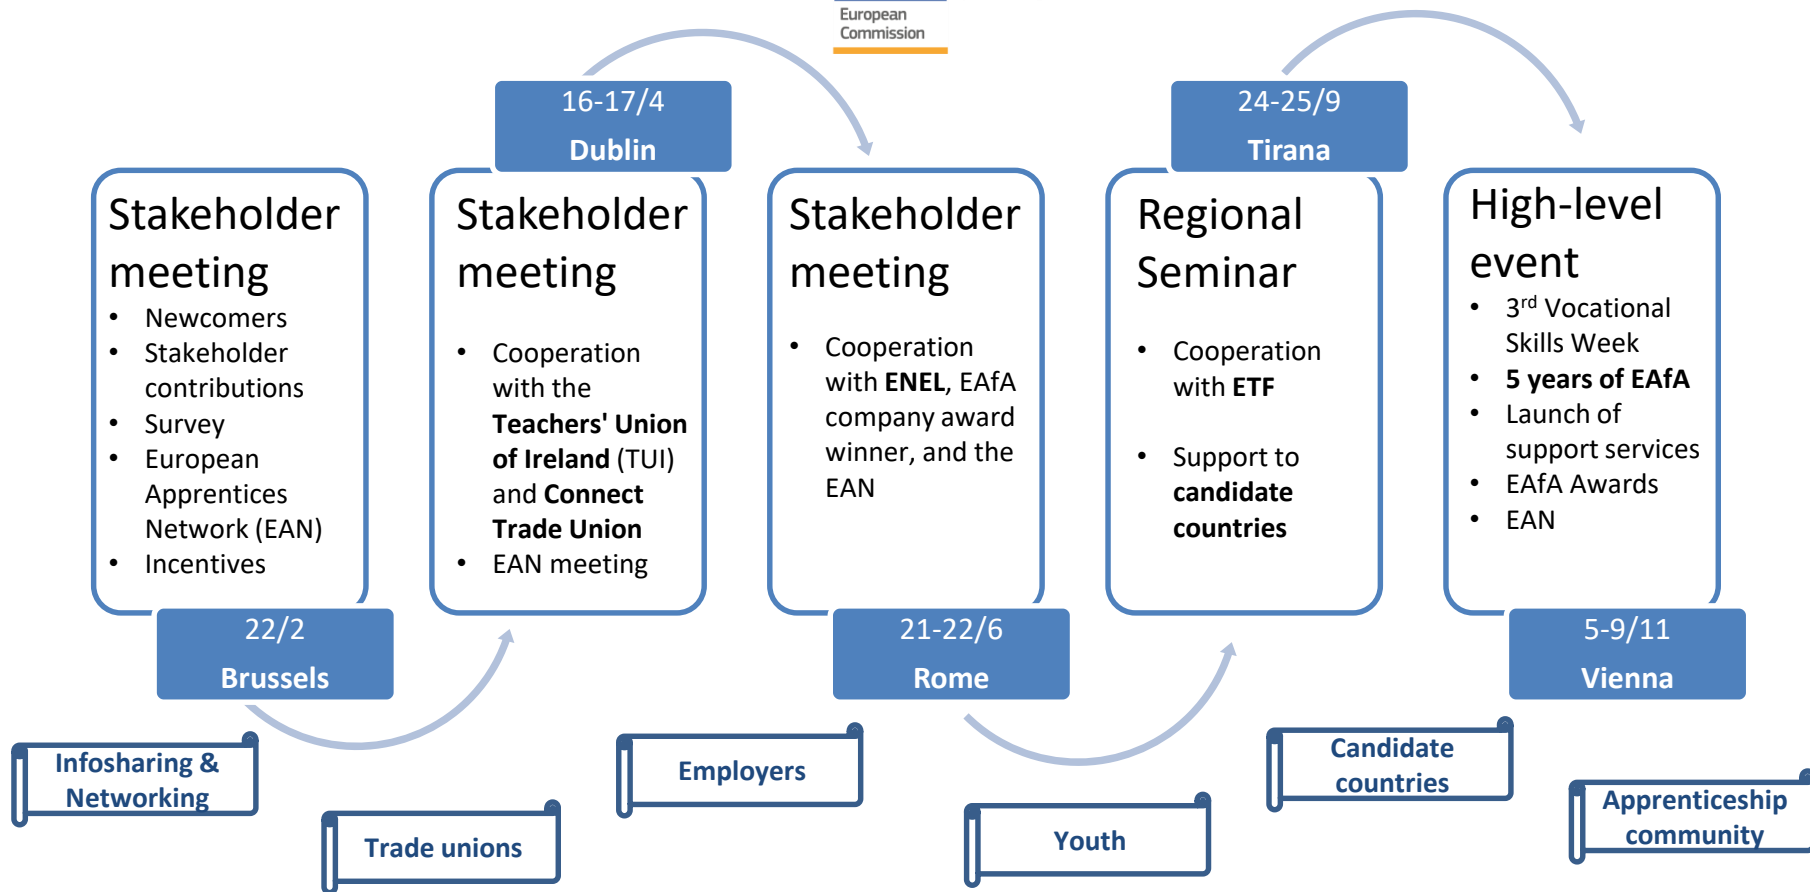 European
Commission
16-17/4
Dublin
24-25/9
Tirana
Stakeholder
meeting
• Newcomers
• Stakeholder
contributions
• Survey
• European
Apprentices
Network (EAN)
• Incentives
22/2
Brussels
Stakeholder
meeting
• Cooperation
with the
Teachers' Union
of Ireland (TUI)
and Connect
Trade Union
• EAN meeting
Stakeholder
meeting
• Cooperation
with ENEL, EAfA
company award
winner, and the
EAN
21-22/6
Rome
Regional
Seminar
• Cooperation
with ETF
• Support to
candidate
countries
High-level
event
• 3rd Vocational
Skills Week
• 5 years of EAfA
• Launch of
support services
• EAfA Awards
• EAN
5-9/11
Vienna
Infosharing &
Networking
Trade unions
Employers
Youth
Candidate
countries
Apprenticeship
community